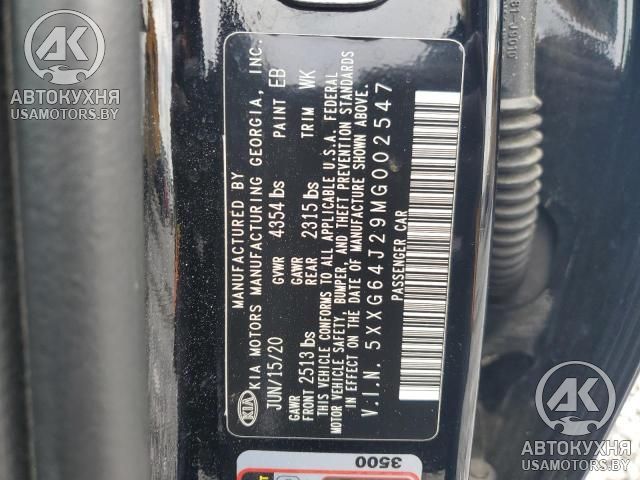 AK
АВТОКУХНЯ
USAMOTORS.BY
KIA
MANUFACTURED BY
KIA MOTORS MANUFACTURING GEORGIA, INC.
JUN/15/20 GVWR 4354 lbs PAINT EB
GAWR FRONT 2513 lbs GAWR REAR 2315 lbs TRIM WK
THIS VEHICLE CONFORMS TO ALL APPLICABLE U.S.A. FEDERAL
MOTOR VEHICLE SAFETY, BUMPER, AND THEFT PREVENTION STANDARDS
IN EFFECT ON THE DATE OF MANUFACTURE SHOWN ABOVE.
V.I.N. 5XXG64J29MG002547
PASSENGER CAR
3500
AK
АВТОКУХНЯ
USAMOTORS.BY